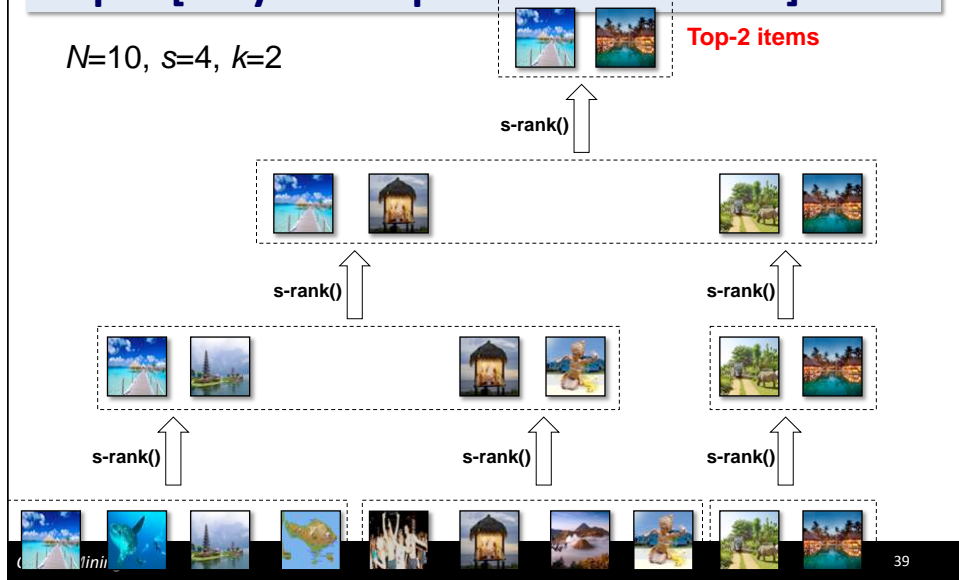 Top-2 items
N=10, s=4, k=2
s-rank()
s-rank()
s-rank()
s-rank()
s-rank()
s-rank()
39